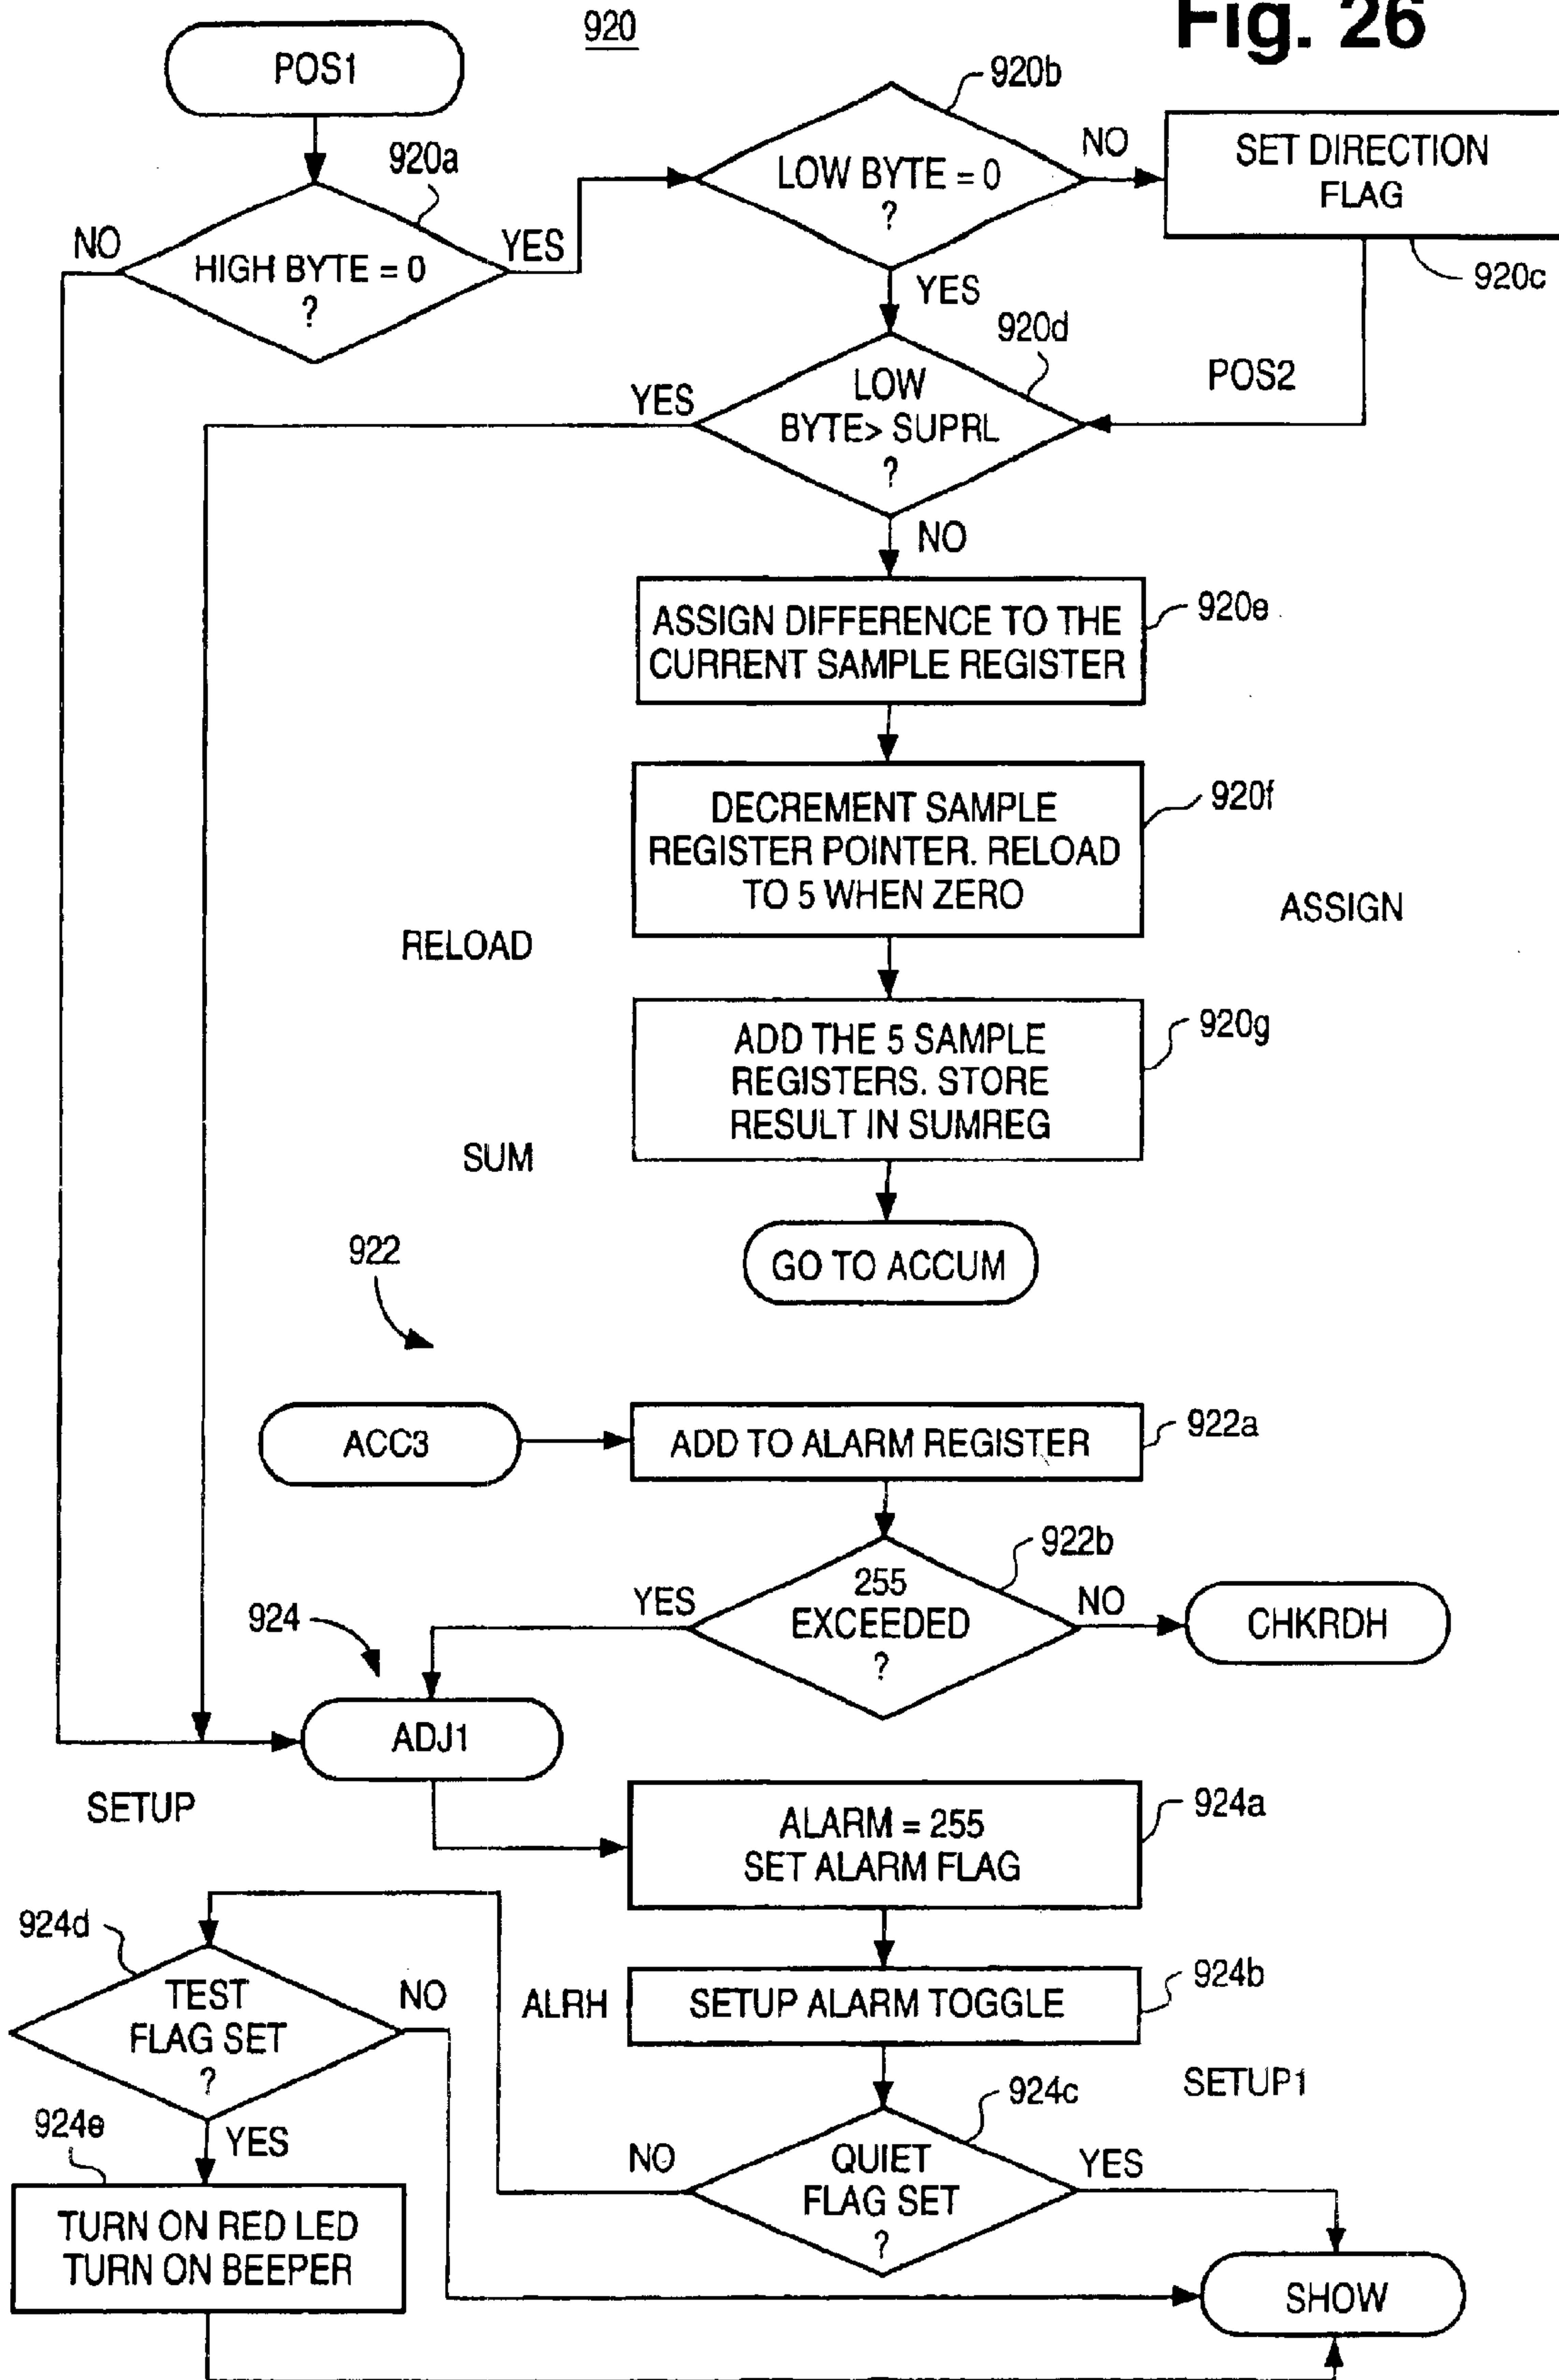 920
Fig. 26
POS1
920b
920a
NO
LOW BYTE = 0
?
SET DIRECTION
FLAG
NO
YES
HIGH BYTE = 0
?
920c
YES
920d
POS2
YES
LOW
BYTE> SUPRL
?
NO
ASSIGN DIFFERENCE TO THE
CURRENT SAMPLE REGISTER
920e
DECREMENT SAMPLE
REGISTER POINTER. RELOAD
TO 5 WHEN ZERO
920f
ASSIGN
RELOAD
ADD THE 5 SAMPLE
REGISTERS. STORE
RESULT IN SUMREG
920g
SUM
GO TO ACCUM
922
ACC3
ADD TO ALARM REGISTER
922a
922b
255
EXCEEDED
?
YES
NO
CHKRDH
924
ADJ1
SETUP
ALARM = 255
SET ALARM FLAG
924a
924d
TEST
FLAG SET
?
NO
ALRH
SETUP ALARM TOGGLE
924b
SETUP1
924c
924e
YES
NO
QUIET
FLAG SET
?
YES
TURN ON RED LED
TURN ON BEEPER
SHOW